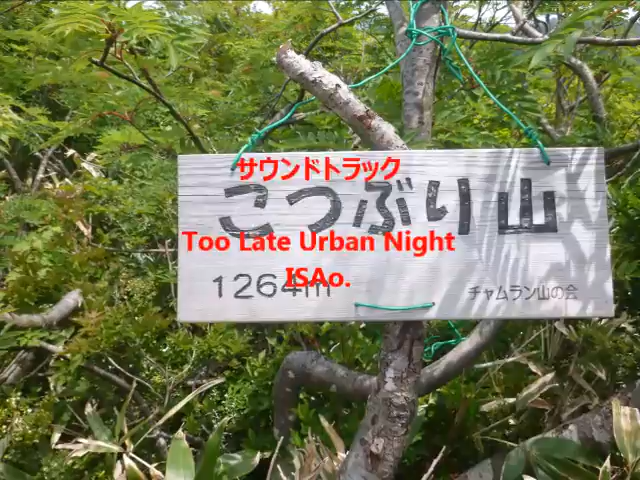 サウンドトラック
こつぶり山
Too Late Urban Night
ISAo.
1264m
チャムラン山の会